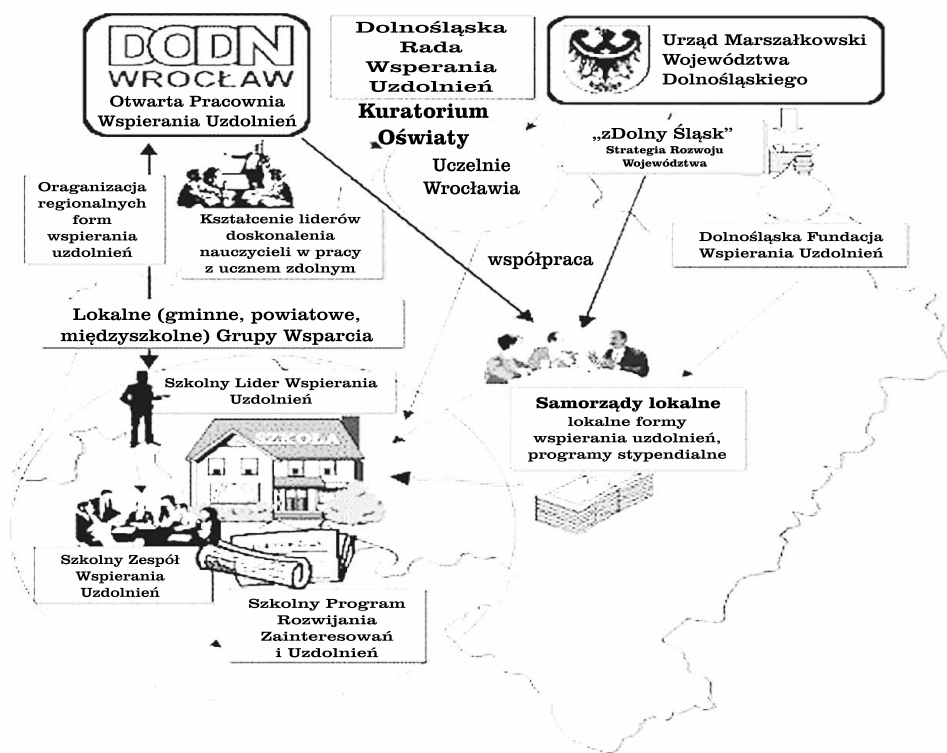 DODN
WROCŁAW
Otwarta Pracownia
Wspierania Uzdolnień
Dolnośląska
Rada
Wsperania
Uzdolnień
Urząd Marszałkowski
Województwa
Dolnośląskiego
Kuratorium
Oświaty
Uczelnie
Wrocławia
„zDolny Śląsk”
Strategia Rozwoju
Województwa
Oraganizacja
regionalnych
form
wspierania
uzdolnień
Kształcenie liderów
doskonalenia
nauczycieli w pracy
z ucznem zdolnym
współpraca
Dolnośląska Fundacja
Wspierania Uzdolnień
Lokalne (gminne, powiatowe,
międzyszkolne) Grupy Wsparcia
Szkolny Lider Wspierania
Uzdolnień
SZKOŁA
Samorządy lokalne
lokalne formy
wspierania uzdolnień,
programy stypendialne
Szkolny Zespół
Wspierania
Uzdolnień
Szkolny Program
Rozwijania
Zainteresowań
i Uzdolnień